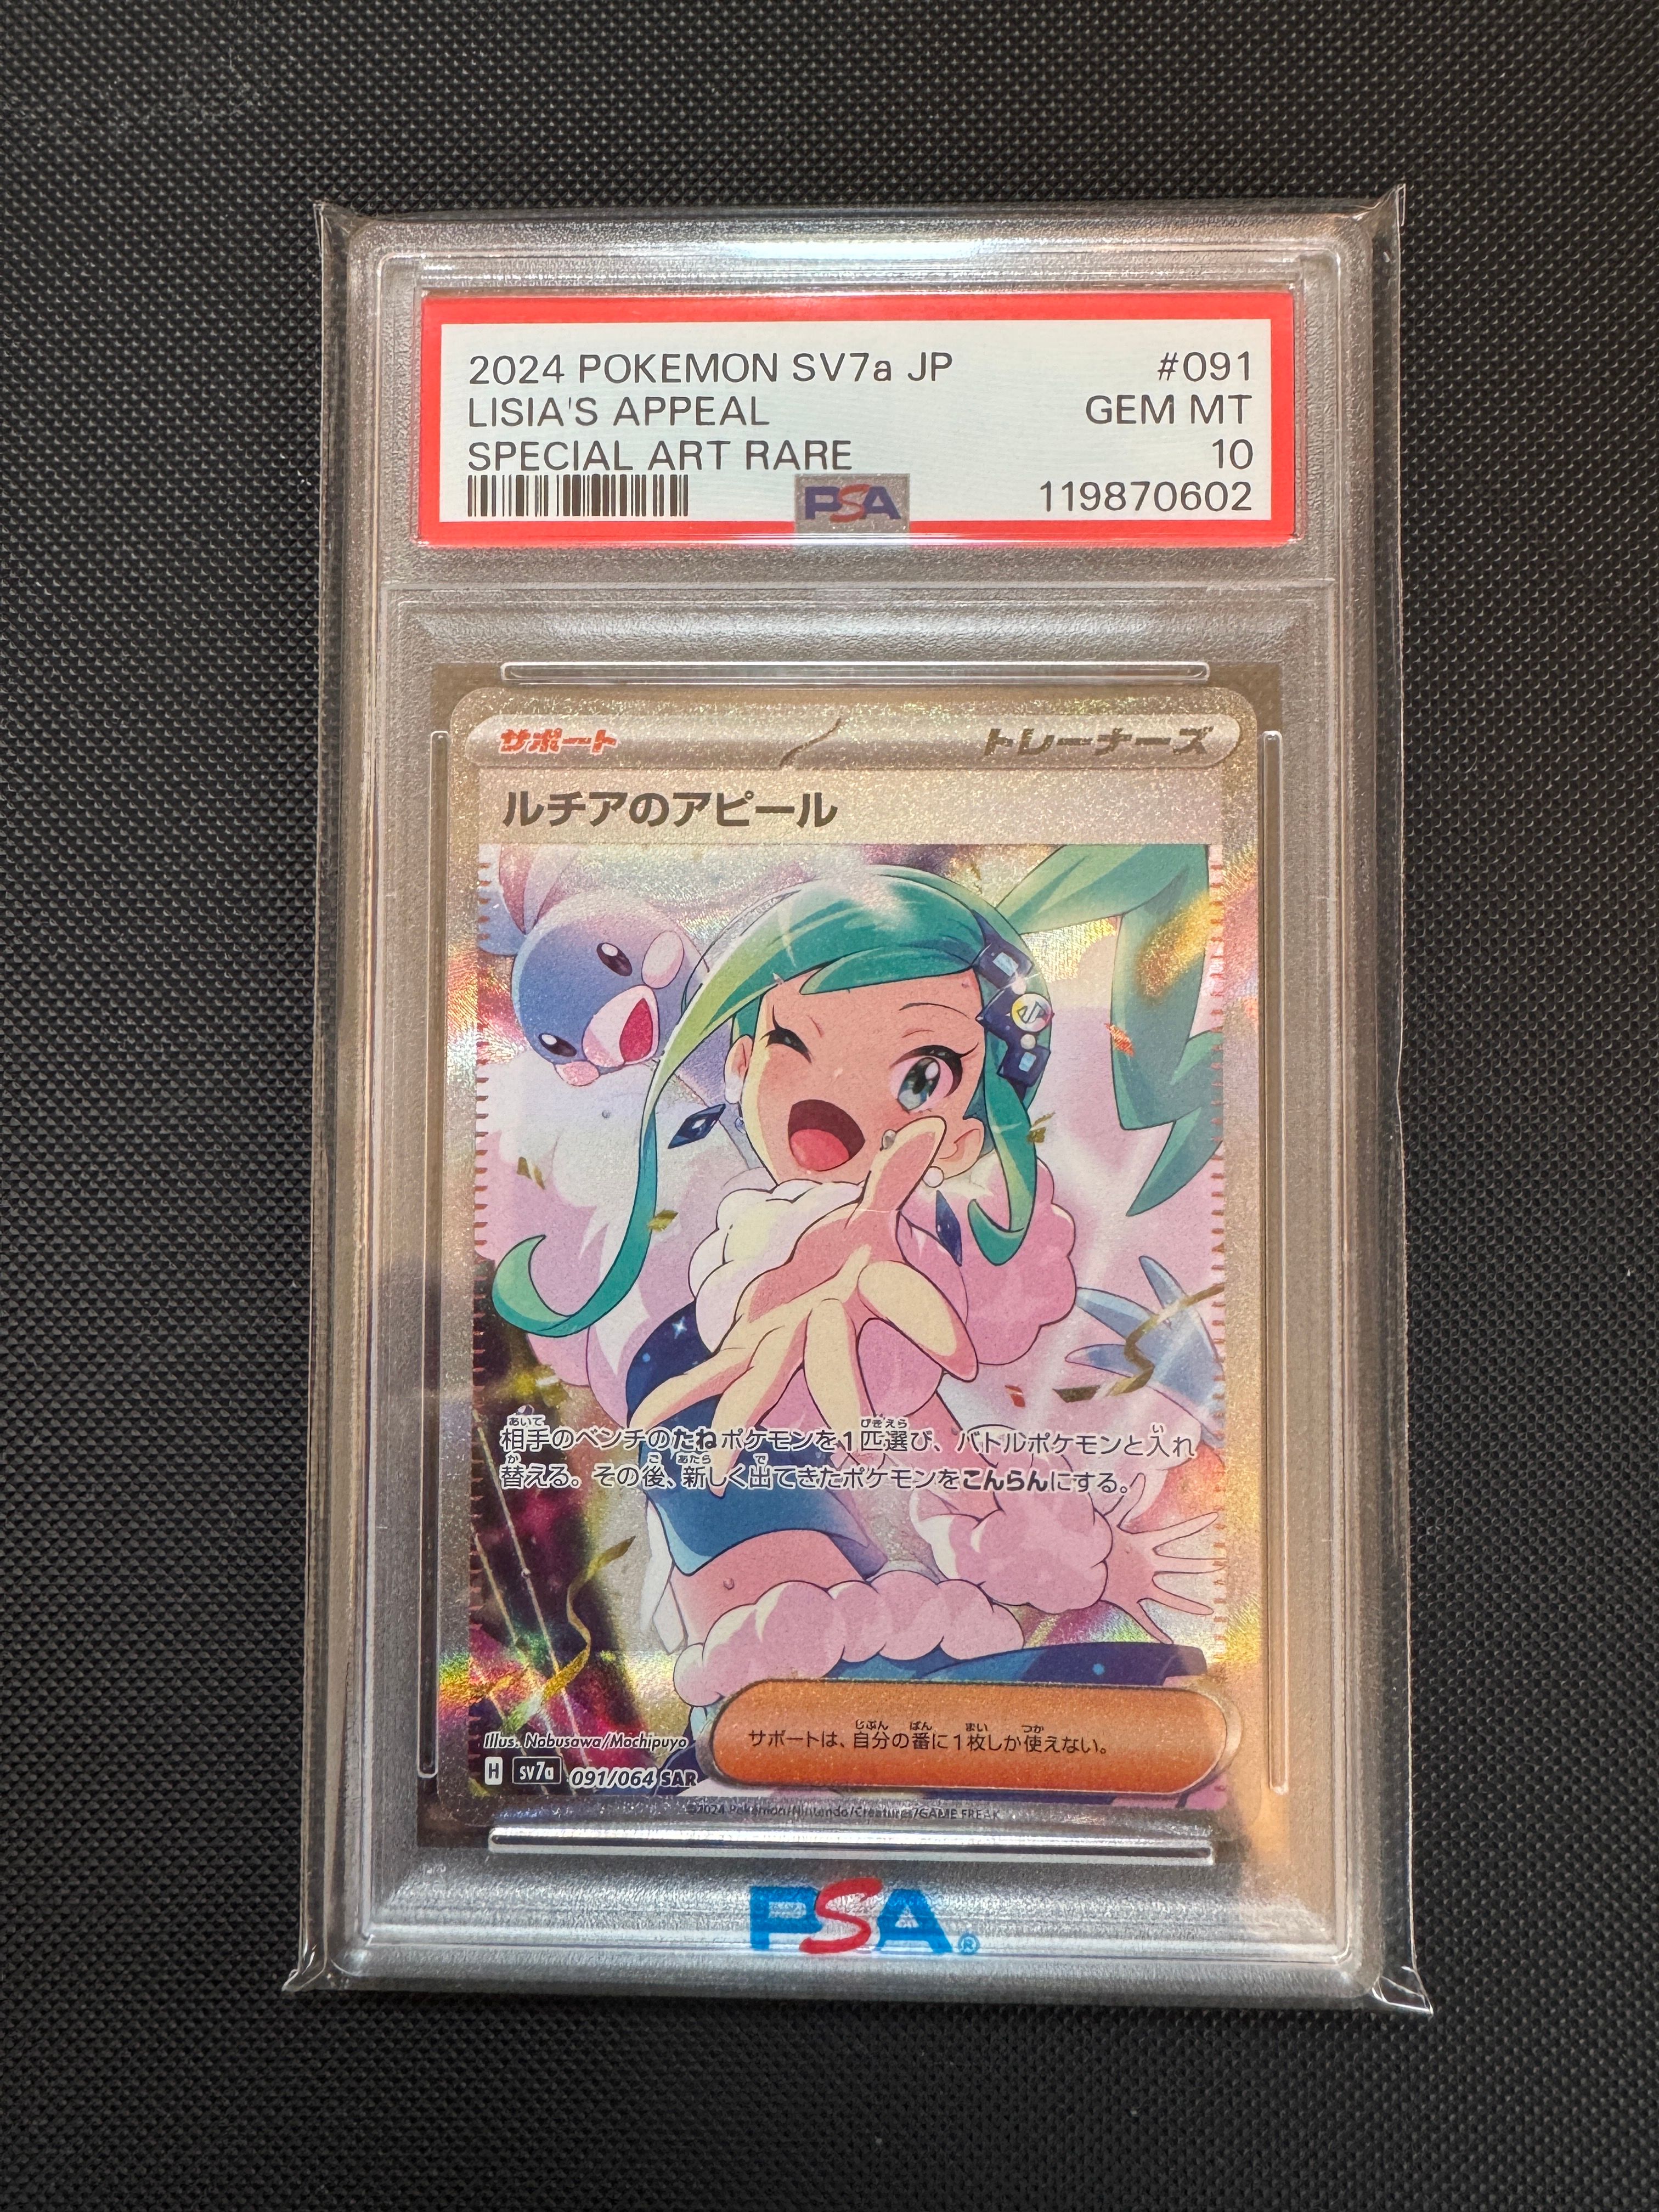 2024 POKEMON SV7a JP #091
LISIA'S APPEAL GEM MT
SPECIAL ART RARE 10
PSA 119870602
サポート トレーナーズ
ルチアのアピール
相手のベンチのたねポケモンを1匹選び、バトルポケモンと入れ
替える。その後、新しく出てきたポケモンをこんらんにする。
サポートは、自分の番に1枚しか使えない。
Illus. Nobusawa/Mochipuyo
H sv7a 091/064 SAR
©2024 Pokémon/Nintendo/Creatures/GAME FREAK
PSA®